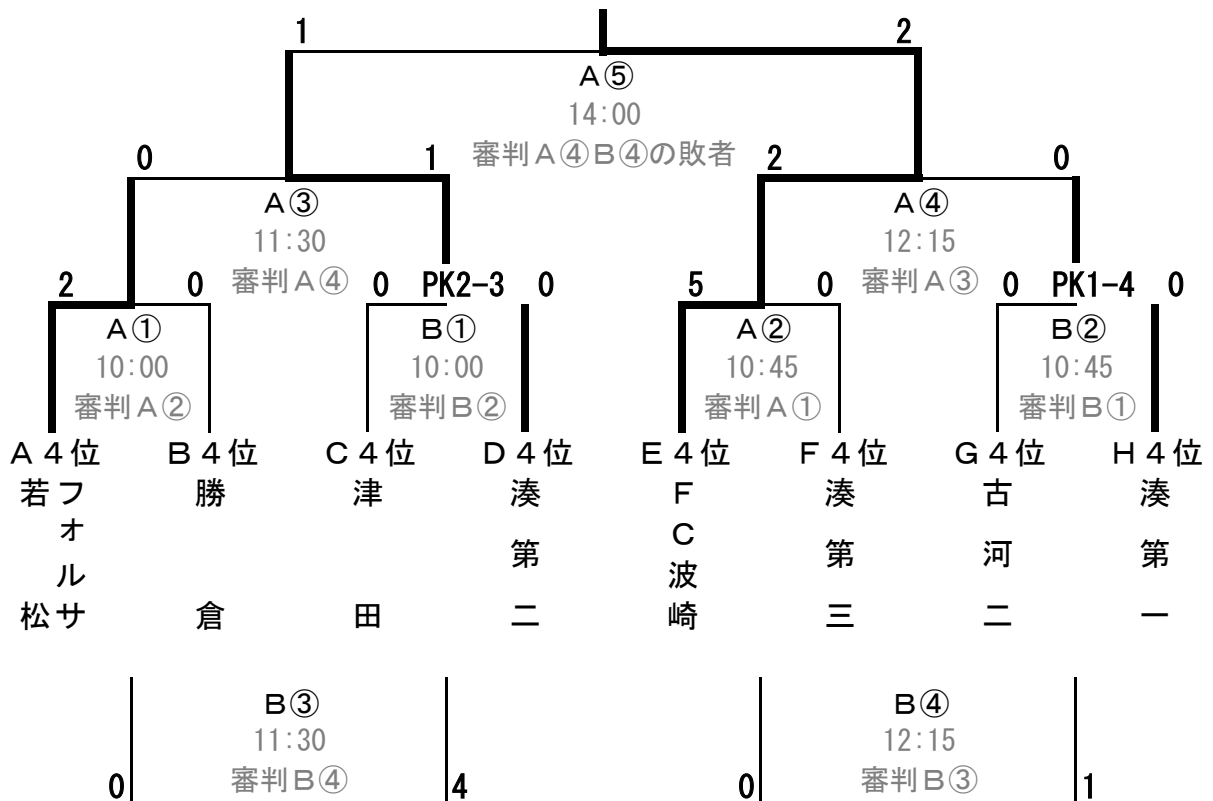 1 2
A⑤
14:00
審判A④B④の敗者
0 1 2 0
A③ A④
11:30 12:15
審判A④ 審判A③
2 0 0 PK2-3 0 5 0 0 PK1-4 0
A① B① A② B②
10:00 10:00 10:45 10:45
審判A② 審判B② 審判A① 審判B①
A4位 B4位 C4位 D4位 E4位 F4位 G4位 H4位
若松フォルサ 勝倉 津田 湊第二 FC波崎 湊第三 古河二 湊第一
B③ B④
11:30 12:15
審判B④ 審判B③
0 4 0 1